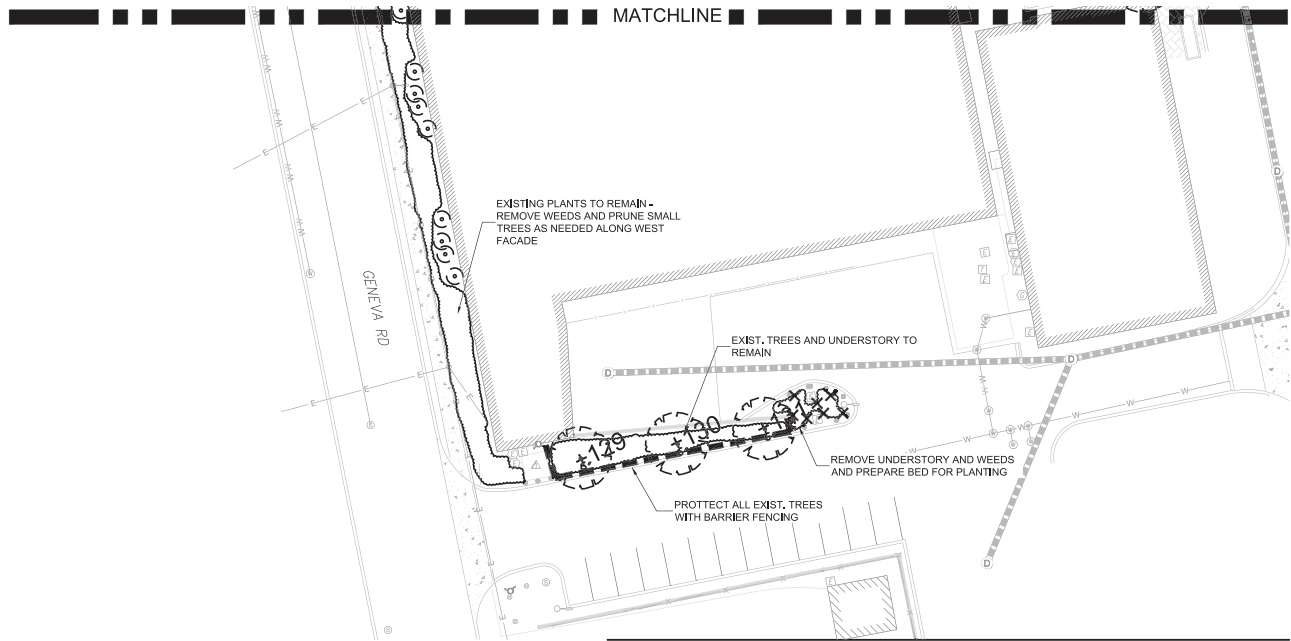 MATCHLINE
EXISTING PLANTS TO REMAIN -
REMOVE WEEDS AND PRUNE SMALL
TREES AS NEEDED ALONG WEST
FACADE
GENEVA RD
EXIST. TREES AND UNDERSTORY TO
REMAIN
129
130
REMOVE UNDERSTORY AND WEEDS
AND PREPARE BED FOR PLANTING
PROTTECT ALL EXIST. TREES
WITH BARRIER FENCING
D
D
D
D